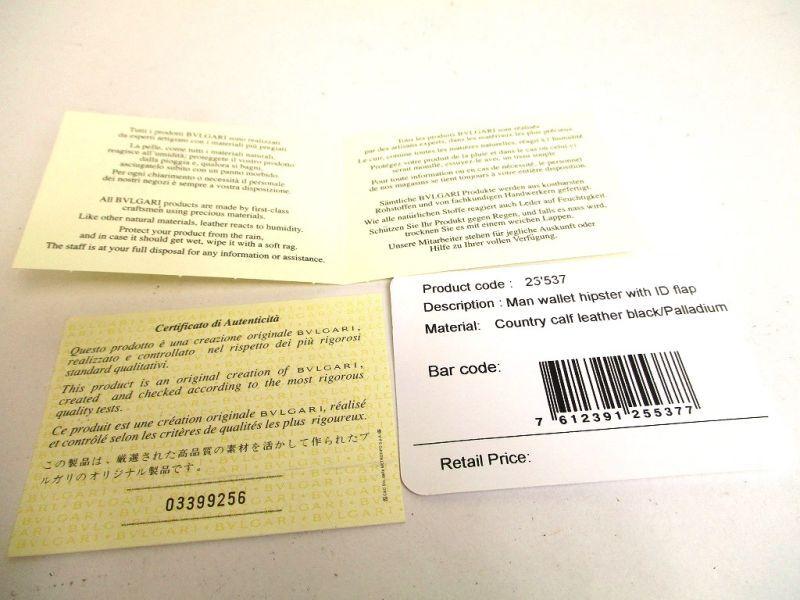 Tutti i prodotti BVLGARI sono realizzati
da esperti artigiani con i materiali più pregiati
La pelle, come tutti i materiali naturali,
reagisce all'umidità; proteggete il vostro prodotto
dalla pioggia e, qualora si bagni,
asciugatelo subito con un panno morbido.
Per ogni chiarimento o necessità il personale
dei nostri negozi è sempre a vostra disposizione.
All BVLGARI products are made by first-class
craftsmen using precious materials.
Like other natural materials, leather reacts to humidity.
Protect your product from the rain,
and in case it should get wet, wipe it with a soft rag.
The staff is at your full disposal for any information or assistance.
Tous les produits BVLGARI sont réalisés
par des artisans experts, dans les matériaux les plus précieux
Le cuir, comme toutes les matières naturelles, réagit à l'humidité
Protégez votre produit de la pluie et dans le cas où celui-ci
serait mouillé, essuyez-le avec un tissu souple
Pour toute information ou en cas de nécessité, le personnel
de nos magasins se tient toujours à votre entière disposition.
Sämtliche BVLGARI Produkte werden aus kostbarsten
Rohstoffen und von fachkundigen Handwerkern gefertigt.
Wie alle natürlichen Stoffe reagiert auch Leder auf Feuchtigkeit
Schützen Sie Ihr Produkt gegen Regen, und falls es nass wird,
trocknen Sie es mit einem weichen Lappen.
Unsere Mitarbeiter stehen für jegliche Auskunft oder
Hilfe zu Ihrer vollen Verfügung.
Certificato di Autenticità
Questo prodotto è una creazione originale BVLGARI,
realizzato e controllato nel rispetto dei più rigorosi
standard qualitativi.
This product is an original creation of BVLGARI,
created and checked according to the most rigorous
quality tests.
Ce produit est une création originale BVLGARI, réalisé
et contrôlé selon les critères de qualités les plus rigoureux.
この製品は、厳選された高品質の素材を活かして作られたブ
ルガリのオリジナル製品です。
03399256
BVLGARI • BVLGARI • BVLGARI
Product code : 23'537
Description : Man wallet hipster with ID flap
Material: Country calf leather black/Palladium
Bar code:
7 612391 255377
Retail Price: